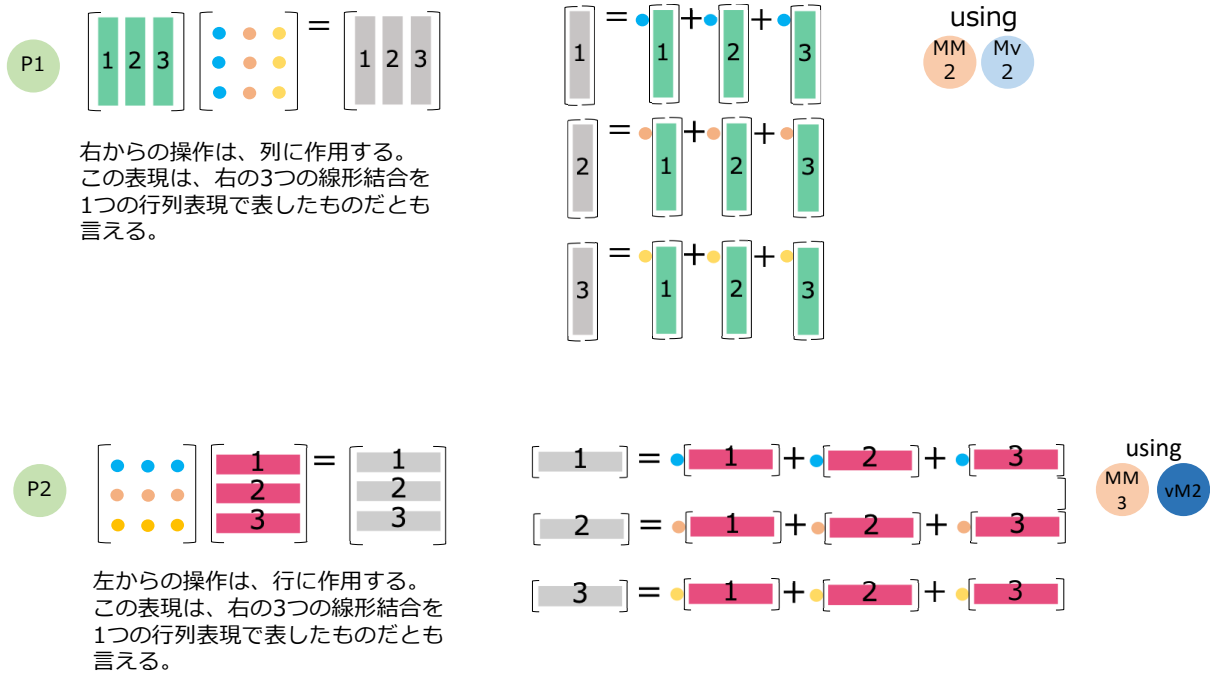 P1
1 2 3 = 1 2 3
右からの操作は、列に作用する。
この表現は、右の3つの線形結合を
1つの行列表現で表したものだとも
言える。
1 = 1 + 2 + 3
2 = 1 + 2 + 3
3 = 1 + 2 + 3
using
MM 2
Mv 2
P2
1 = 1
2 2
3 3
左からの操作は、行に作用する。
この表現は、右の3つの線形結合を
1つの行列表現で表したものだとも
言える。
1 = 1 + 2 + 3
2 = 1 + 2 + 3
3 = 1 + 2 + 3
using
MM 3
vM2